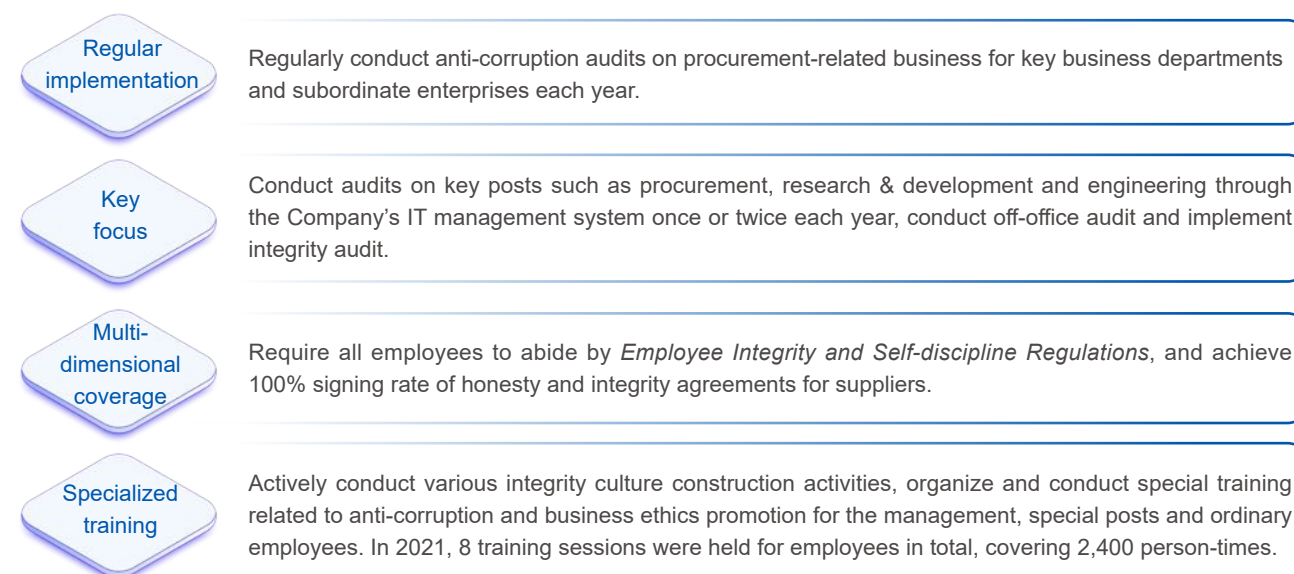 Regular
implementation
Regularly conduct anti-corruption audits on procurement-related business for key business departments
and subordinate enterprises each year.
Key
focus
Conduct audits on key posts such as procurement, research & development and engineering through
the Company’s IT management system once or twice each year, conduct off-office audit and implement
integrity audit.
Multi-
dimensional
coverage
Require all employees to abide by Employee Integrity and Self-discipline Regulations, and achieve
100% signing rate of honesty and integrity agreements for suppliers.
Specialized
training
Actively conduct various integrity culture construction activities, organize and conduct special training
related to anti-corruption and business ethics promotion for the management, special posts and ordinary
employees. In 2021, 8 training sessions were held for employees in total, covering 2,400 person-times.